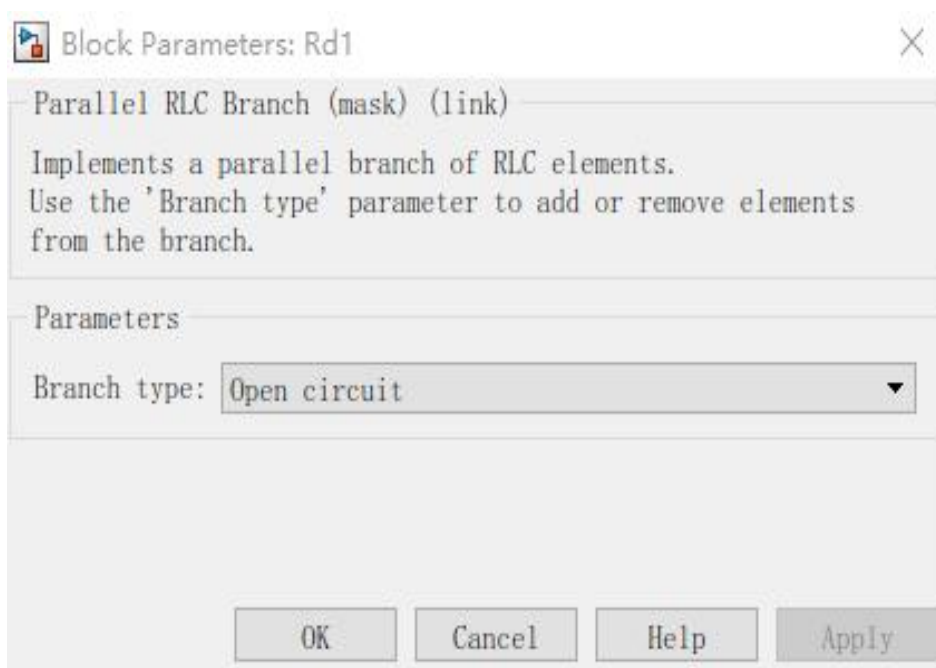 Block Parameters: Rd1
Parallel RLC Branch (mask) (link)
Implements a parallel branch of RLC elements.
Use the 'Branch type' parameter to add or remove elements
from the branch.
Parameters
Branch type: Open circuit
OK Cancel Help Apply